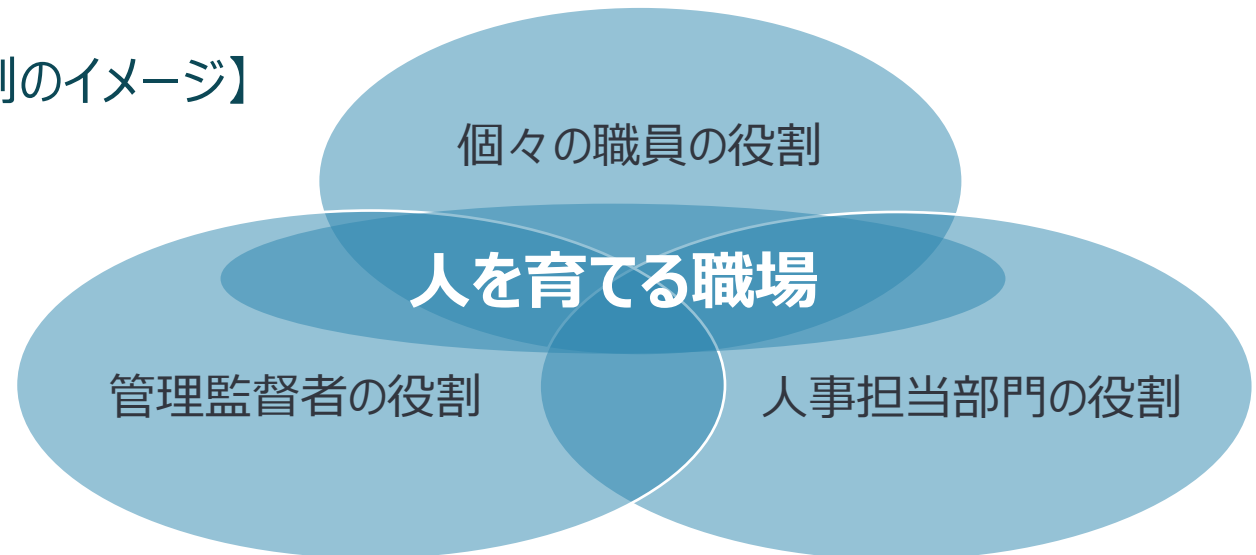 のイメージ】
個々の職員の役割
人を育てる職場
管理監督者の役割
人事担当部門の役割